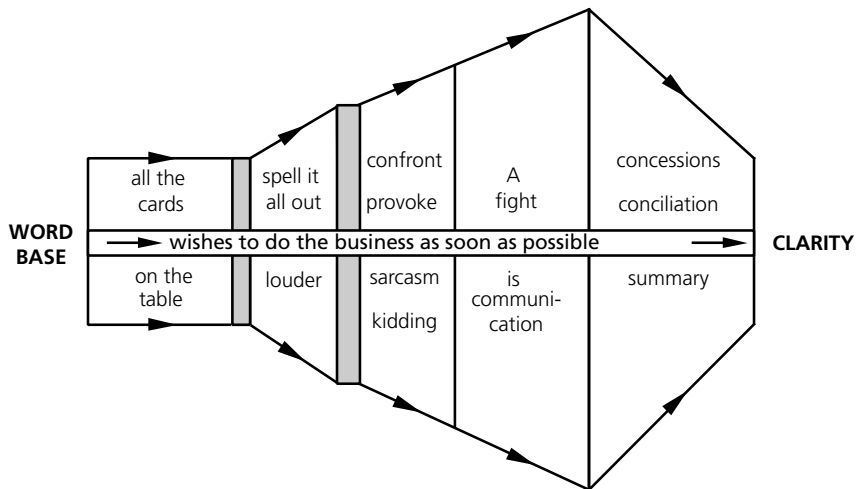 WORD
BASE
all the
cards
on the
table
spell it
all out
louder
confront
provoke
sarcasm
kidding
A
fight
is
communi-
cation
concessions
conciliation
summary
wishes to do the business as soon as possible
CLARITY